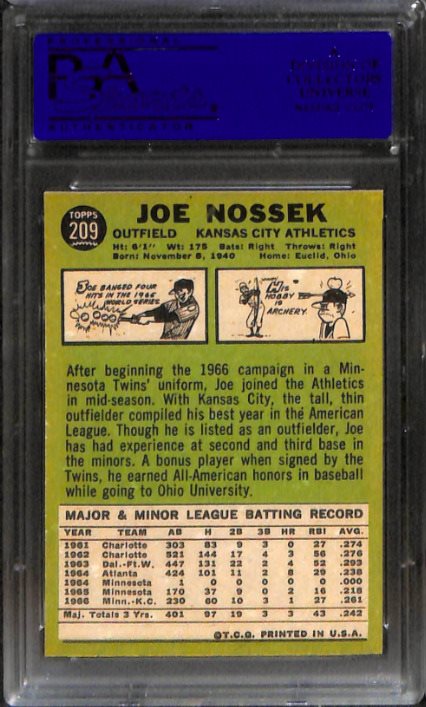 PROFESSIONAL
PSA
AUTHENTICATOR
A
DIVISION OF
COLLECTORS
UNIVERSE
TOPPS
209
JOE NOSSEK
OUTFIELD KANSAS CITY ATHLETICS
Ht: 6'1" Wt: 175 Bats: Right Throws: Right
Born: November 8, 1940 Home: Euclid, Ohio
JOE BANGED FOUR
HITS IN THE 1965
WORLD SERIES
HIS
HOBBY
IS
ARCHERY.
After beginning the 1966 campaign in a Min-
nesota Twins' uniform, Joe joined the Athletics
in mid-season. With Kansas City, the tall, thin
outfielder compiled his best year in the American
League. Though he is listed as an outfielder, Joe
has had experience at second and third base in
the minors. A bonus player when signed by the
Twins, he earned All-American honors in baseball
while going to Ohio University.
MAJOR & MINOR LEAGUE BATTING RECORD
YEAR TEAM AB H 2B 3B HR RBI AVG.
1961 Charlotte 303 83 9 3 0 27 .274
1962 Charlotte 521 144 17 4 3 56 .276
1963 Dal.-Ft.W. 447 131 22 2 4 52 .293
1964 Atlanta 424 101 11 2 8 29 .238
1964 Minnesota 1 0 0 0 0 0 .000
1965 Minnesota 170 37 9 0 2 16 .218
1966 Minn.-K.C. 230 60 10 3 1 27 .261
Maj. Totals 3 Yrs. 401 97 19 3 3 43 .242
©T.C.G. PRINTED IN U.S.A.